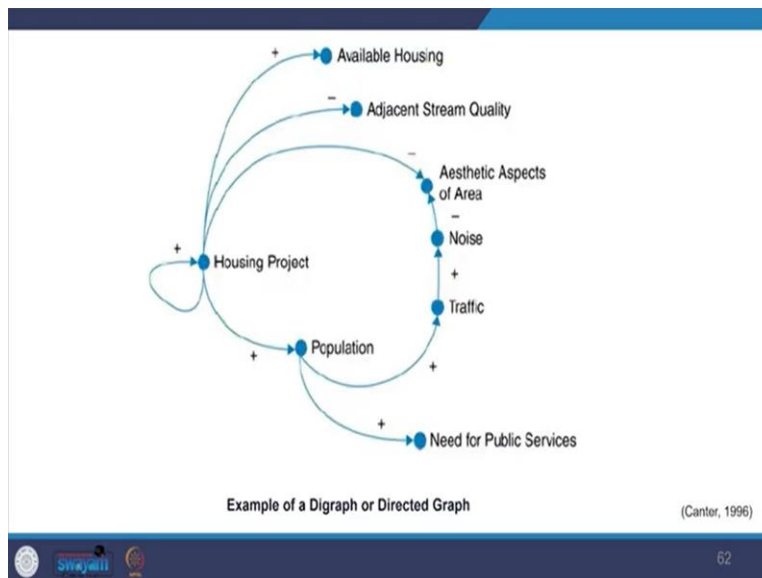 +
Available Housing
−
Adjacent Stream Quality
−
Aesthetic Aspects
of Area
−
Noise
+
Housing Project
+
Traffic
+
Population
+
+
Need for Public Services
Example of a Digraph or Directed Graph
(Canter, 1996)
swayam
62